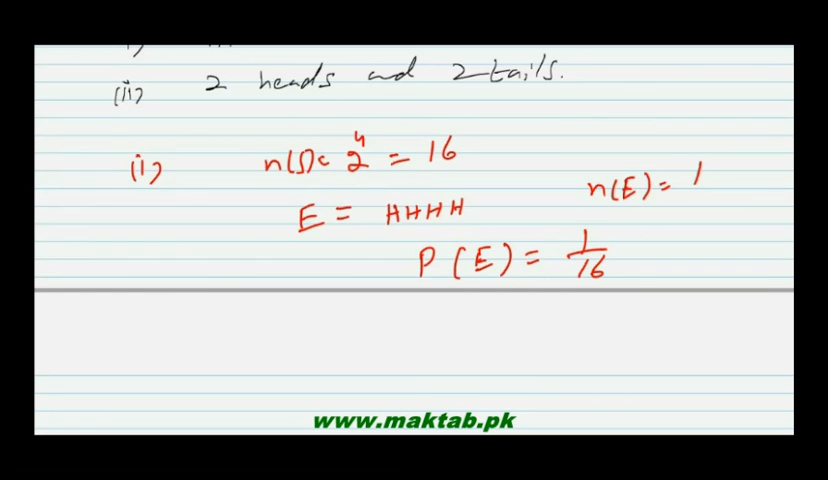 (ii) 2 heads and 2 tails.
(i) n(S) = 2⁴ = 16
n(E) = 1
E = HHHH
P(E) = 1/16
www.maktab.pk